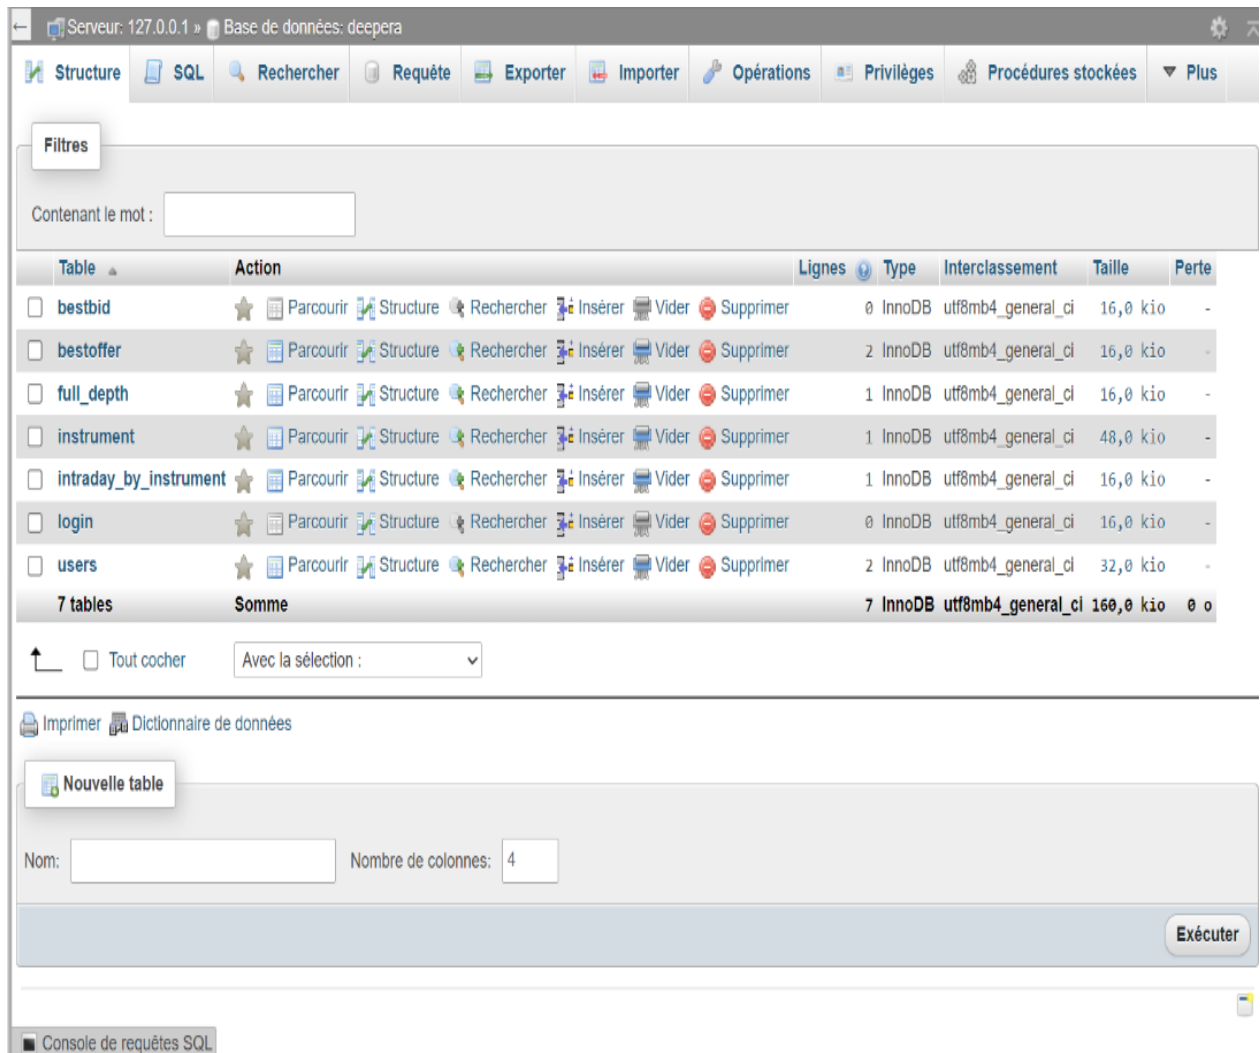 Serveur: 127.0.0.1 » Base de données: deepera
Structure SQL Rechercher Requête Exporter Importer Opérations Privilèges Procédures stockées Plus
Filtres
Contenant le mot :
Table Action Lignes Type Interclassement Taille Perte
bestbid Parcourir Structure Rechercher Insérer Vider Supprimer 0 InnoDB utf8mb4_general_ci 16,0 kio -
bestoffer Parcourir Structure Rechercher Insérer Vider Supprimer 2 InnoDB utf8mb4_general_ci 16,0 kio -
full_depth Parcourir Structure Rechercher Insérer Vider Supprimer 1 InnoDB utf8mb4_general_ci 16,0 kio -
instrument Parcourir Structure Rechercher Insérer Vider Supprimer 1 InnoDB utf8mb4_general_ci 48,0 kio -
intraday_by_instrument Parcourir Structure Rechercher Insérer Vider Supprimer 1 InnoDB utf8mb4_general_ci 16,0 kio -
login Parcourir Structure Rechercher Insérer Vider Supprimer 0 InnoDB utf8mb4_general_ci 16,0 kio -
users Parcourir Structure Rechercher Insérer Vider Supprimer 2 InnoDB utf8mb4_general_ci 32,0 kio -
7 tables Somme 7 InnoDB utf8mb4_general_ci 160,0 kio 0 o
Tout cocher Avec la sélection :
Imprimer Dictionnaire de données
Nouvelle table
Nom: Nombre de colonnes: 4
Exécuter
Console de requêtes SQL